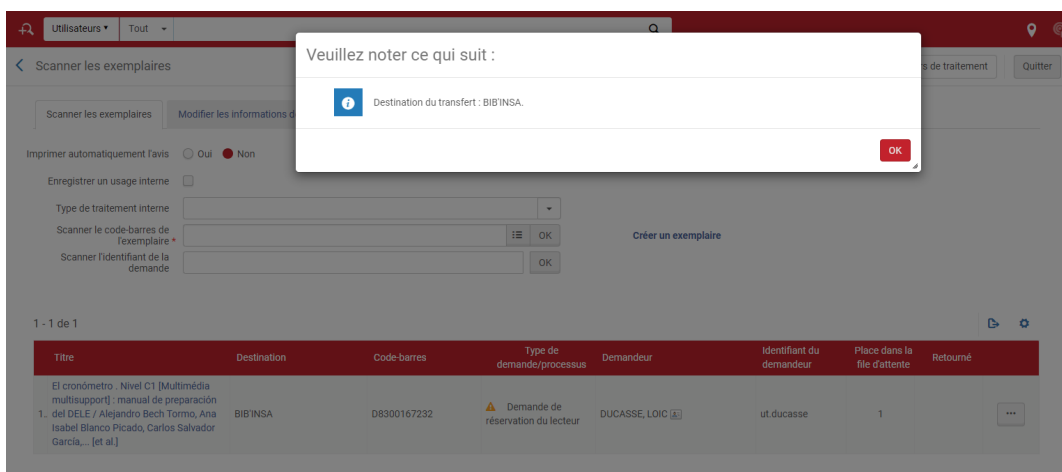 Utilisateurs ▾ Tout
Veuillez noter ce qui suit :
Scanner les exemplaires
s de traitement
Quitter
Destination du transfert : BIB'INSA.
OK
Scanner les exemplaires
Modifier les informations d
Imprimer automatiquement l'avis Oui Non
Enregistrer un usage interne
Type de traitement interne
Scanner le code-barres de
l'exemplaire *
OK
Créer un exemplaire
Scanner l'identifiant de la
demande
OK
1 - 1 de 1
Titre
Destination
Code-barres
Type de
demande/processus
Demandeur
Identifiant du
demandeur
Place dans la
file d'attente
Retourné
El cronómetro . Nivel C1 [Multimédia
multisupport] : manual de preparación
1. del DELE / Alejandro Bech Tormo, Ana
Isabel Blanco Picado, Carlos Salvador
García,... [et al.]
BIB'INSA
D8300167232
Demande de
réservation du lecteur
DUCASSE, LOIC
ut.ducasse
1
...